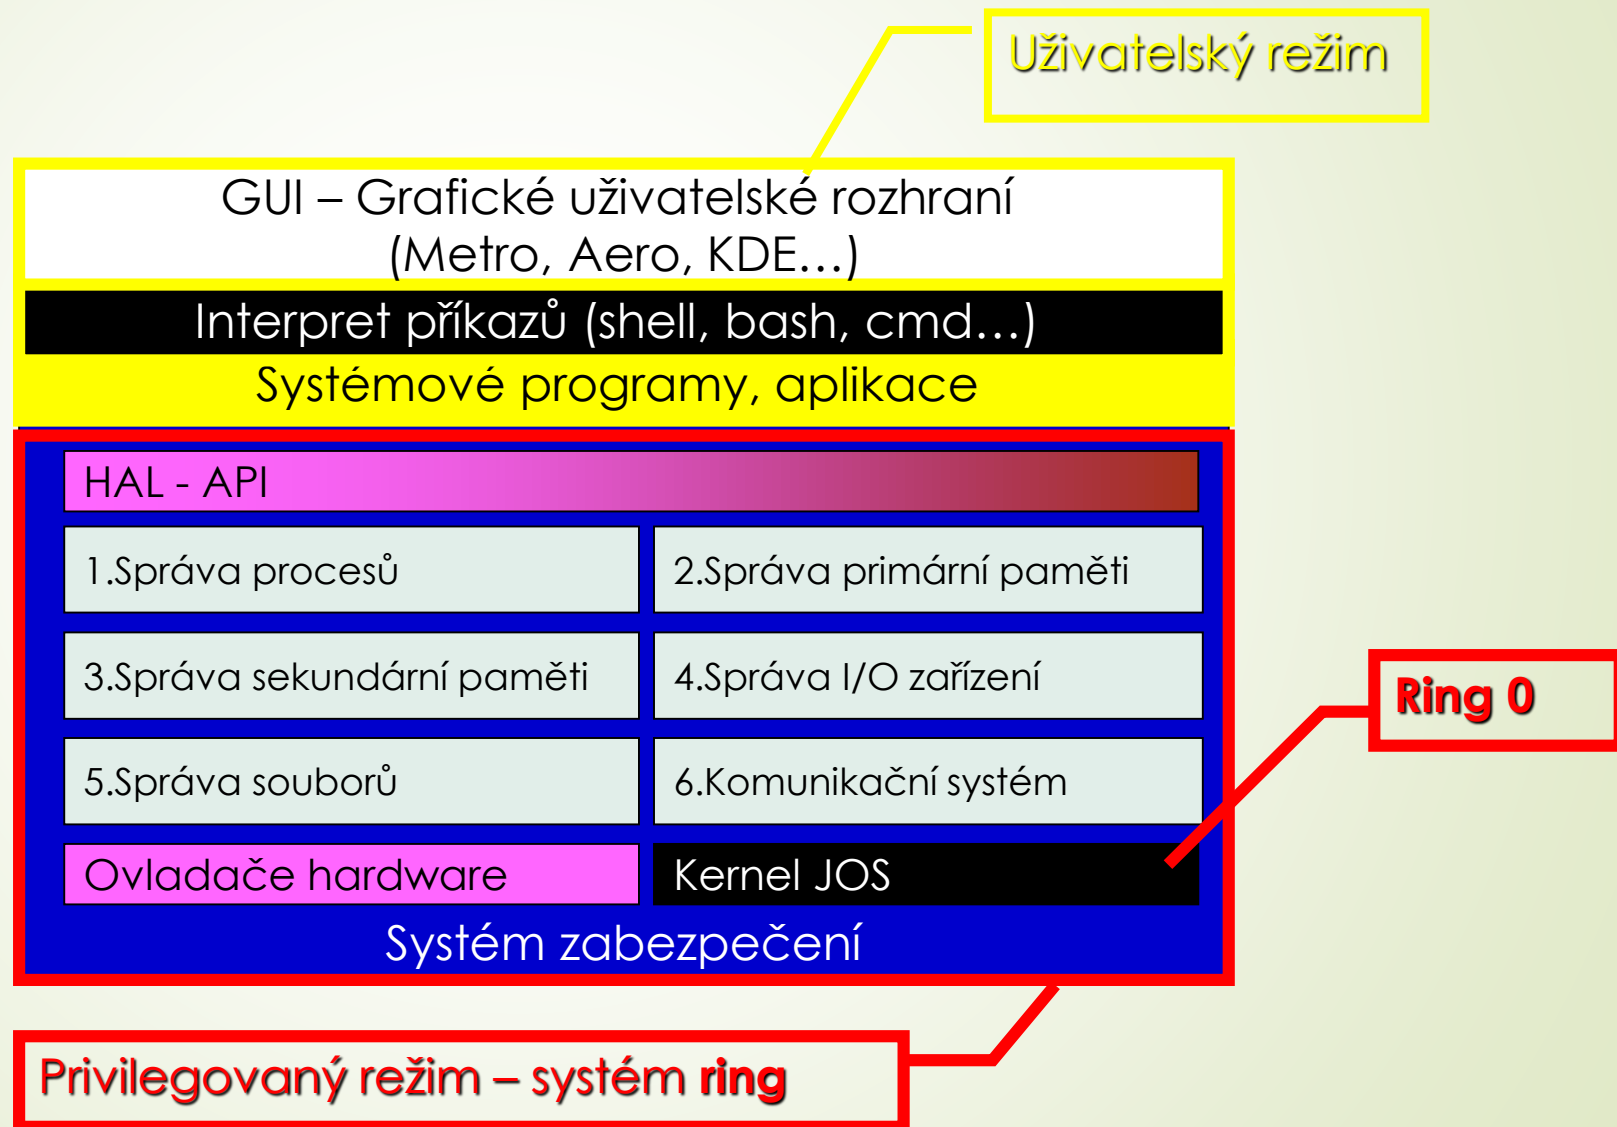 Uživatelský režim
GUI – Grafické uživatelské rozhraní
(Metro, Aero, KDE…)
Interpret příkazů (shell, bash, cmd…)
Systémové programy, aplikace
HAL - API
1.Správa procesů
2.Správa primární paměti
3.Správa sekundární paměti
4.Správa I/O zařízení
Ring 0
5.Správa souborů
6.Komunikační systém
Ovladače hardware
Kernel JOS
Systém zabezpečení
Privilegovaný režim – systém ring